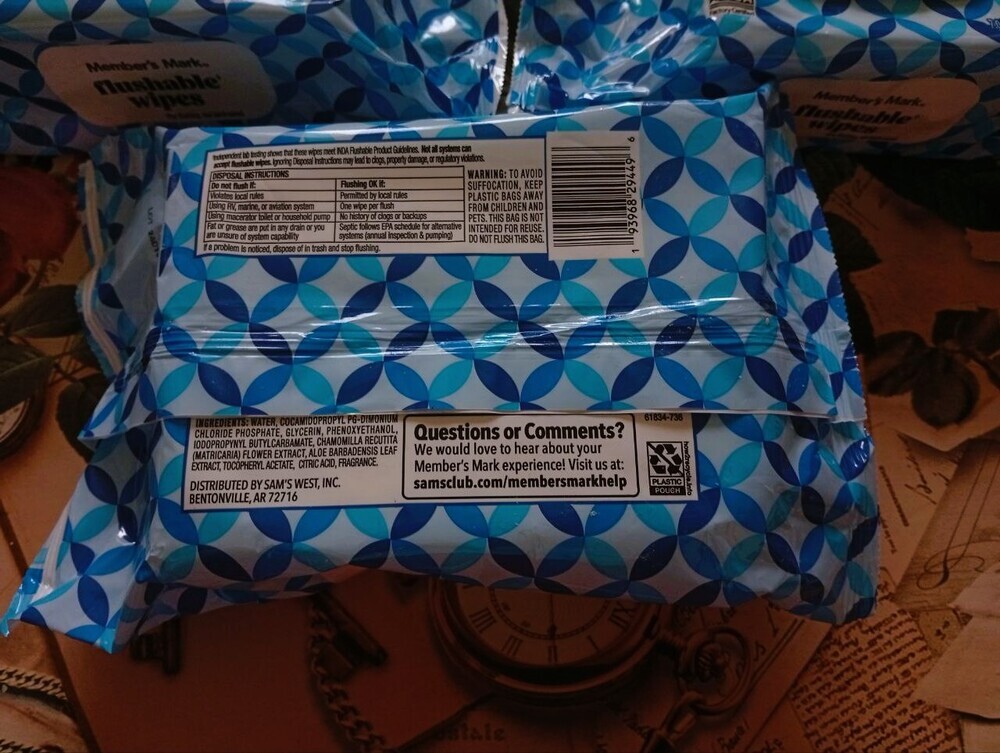 Member's Mark
flushable
wipes
Member's Mark
flushable
wipes
Independent lab testing shows that these wipes meet INDA Flushable Product Guidelines. Not all systems can
accept flushable wipes. Ignoring Disposal Instructions may lead to clogs, property damage, or regulatory violations.
DISPOSAL INSTRUCTIONS
Do not flush if: Flushing OK if:
Violates local rules Permitted by local rules
Using RV, marine, or aviation system One wipe per flush
Using macerator toilet or household pump No history of clogs or backups
Fat or grease are put in any drain or you Septic follows EPA schedule for alternative
are unsure of system capability systems (annual inspection & pumping)
If a problem is noticed, dispose of in trash and stop flushing.
WARNING: TO AVOID
SUFFOCATION, KEEP
PLASTIC BAGS AWAY
FROM CHILDREN AND
PETS. THIS BAG IS NOT
INTENDED FOR REUSE.
DO NOT FLUSH THIS BAG.
1 93968 29449 6
INGREDIENTS: WATER, COCAMIDOPROPYL PG-DIMONIUM
CHLORIDE PHOSPHATE, GLYCERIN, PHENOXYETHANOL,
IODOPROPYNYL BUTYLCARBAMATE, CHAMOMILLA RECUTITA
(MATRICARIA) FLOWER EXTRACT, ALOE BARBADENSIS LEAF
EXTRACT, TOCOPHERYL ACETATE, CITRIC ACID, FRAGRANCE.
DISTRIBUTED BY SAM'S WEST, INC.
BENTONVILLE, AR 72716
Questions or Comments?
We would love to hear about your
Member's Mark experience! Visit us at:
samsclub.com/membersmarkhelp
61834-736
PLASTIC
POUCH
how2recycle.info